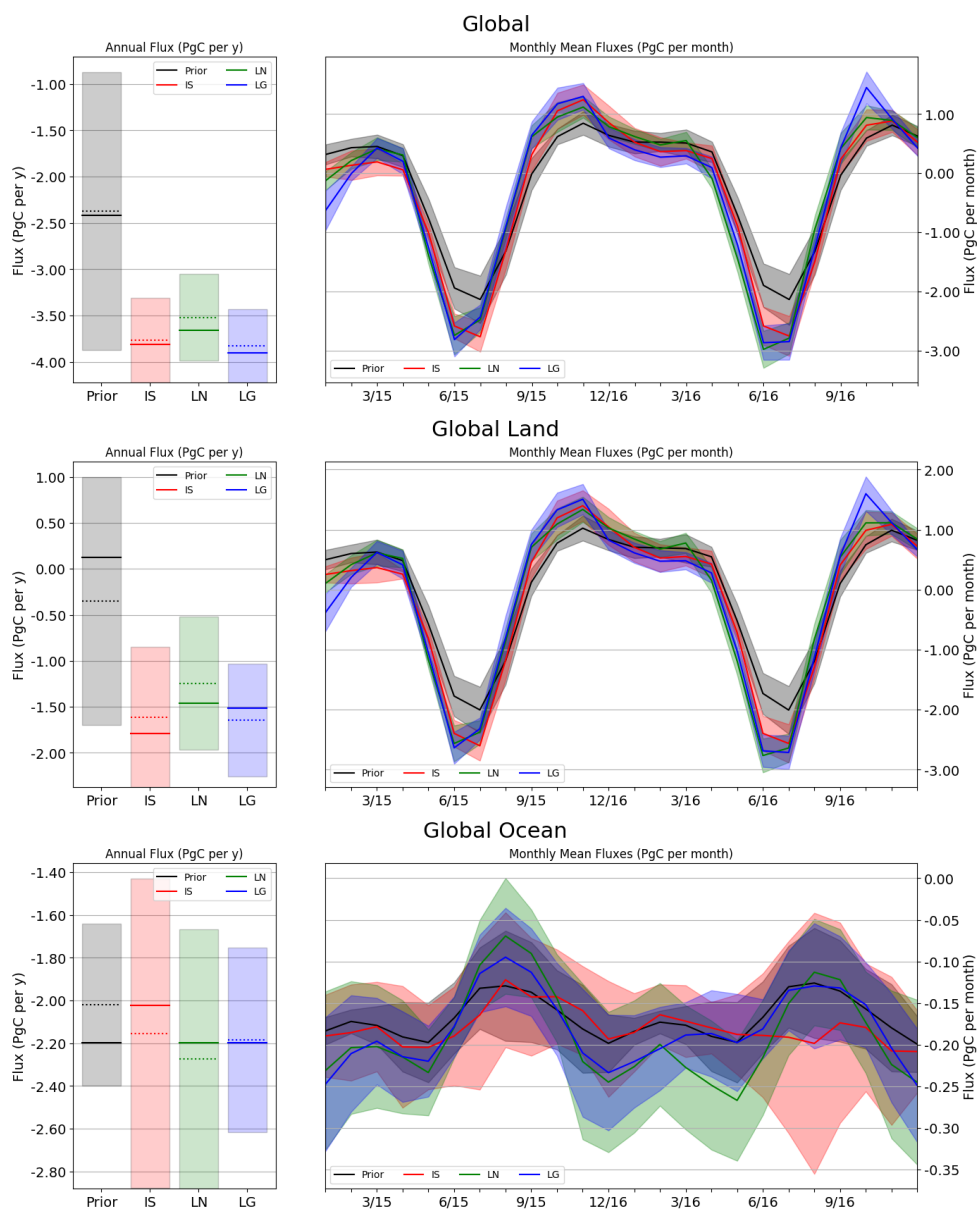 Global
Annual Flux (PgC per y)
Monthly Mean Fluxes (PgC per month)
Flux (PgC per y)
-1.00
-1.50
-2.00
-2.50
-3.00
-3.50
-4.00
Prior LN
IS LG
Prior IS LN LG
1.00
0.00
-1.00
-2.00
-3.00
Flux (PgC per month)
Prior IS LN LG
3/15 6/15 9/15 12/16 3/16 6/16 9/16
Global Land
Annual Flux (PgC per y)
Monthly Mean Fluxes (PgC per month)
Flux (PgC per y)
1.00
0.50
0.00
-0.50
-1.00
-1.50
-2.00
Prior LN
IS LG
Prior IS LN LG
2.00
1.00
0.00
-1.00
-2.00
-3.00
Flux (PgC per month)
Prior IS LN LG
3/15 6/15 9/15 12/16 3/16 6/16 9/16
Global Ocean
Annual Flux (PgC per y)
Monthly Mean Fluxes (PgC per month)
Flux (PgC per y)
-1.40
-1.60
-1.80
-2.00
-2.20
-2.40
-2.60
-2.80
Prior LN
IS LG
Prior IS LN LG
0.00
-0.05
-0.10
-0.15
-0.20
-0.25
-0.30
-0.35
Flux (PgC per month)
Prior IS LN LG
3/15 6/15 9/15 12/16 3/16 6/16 9/16